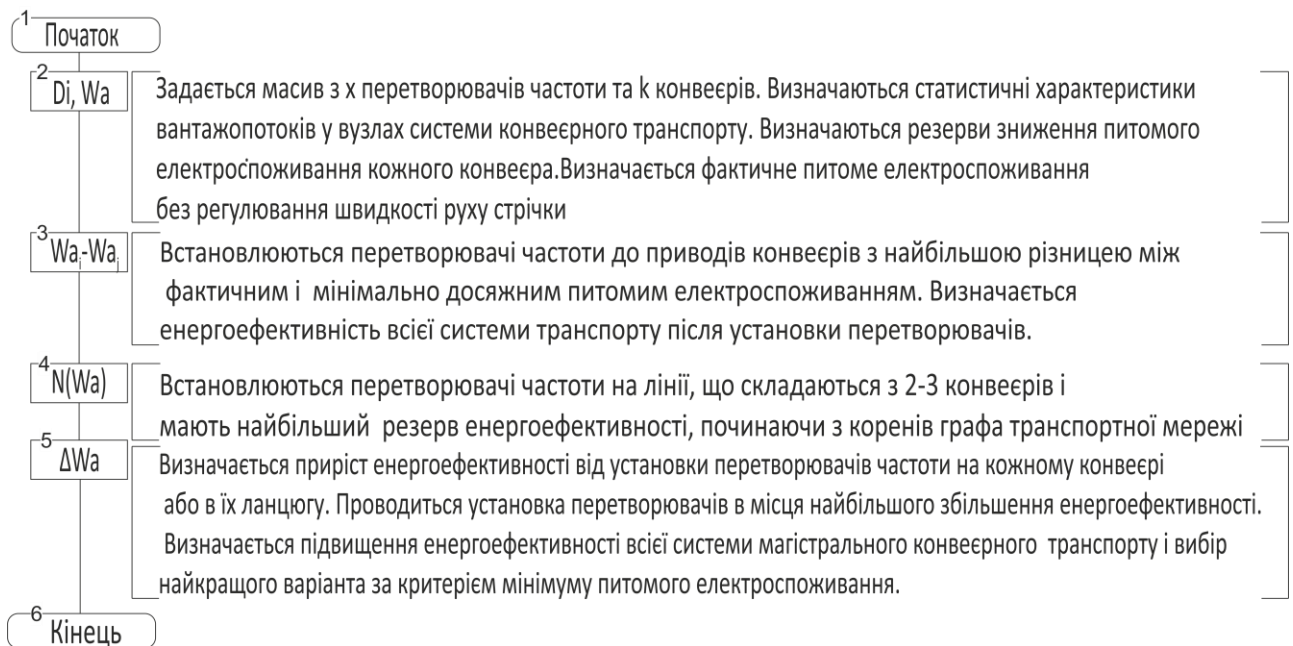 1
Початок
2
Di, Wa
Задається масив з х перетворювачів частоти та k конвеєрів. Визначаються статистичні характеристики
вантажопотоків у вузлах системи конвеєрного транспорту. Визначаються резерви зниження питомого
електроспоживання кожного конвеєра.Визначається фактичне питоме електроспоживання
без регулювання швидкості руху стрічки
3
Waᵢ-Waⱼ
Встановлюються перетворювачі частоти до приводів конвеєрів з найбільшою різницею між
фактичним і мінімально досяжним питомим електроспоживанням. Визначається
енергоефективність всієї системи транспорту після установки перетворювачів.
4
N(Wa)
Встановлюються перетворювачі частоти на лінії, що складаються з 2-3 конвеєрів і
мають найбільший резерв енергоефективності, починаючи з коренів графа транспортної мережі
5
ΔWa
Визначається приріст енергоефективності від установки перетворювачів частоти на кожному конвеєрі
або в їх ланцюгу. Проводиться установка перетворювачів в місця найбільшого збільшення енергоефективності.
Визначається підвищення енергоефективності всієї системи магістрального конвеєрного транспорту і вибір
найкращого варіанта за критерієм мінімуму питомого електроспоживання.
6
Кінець